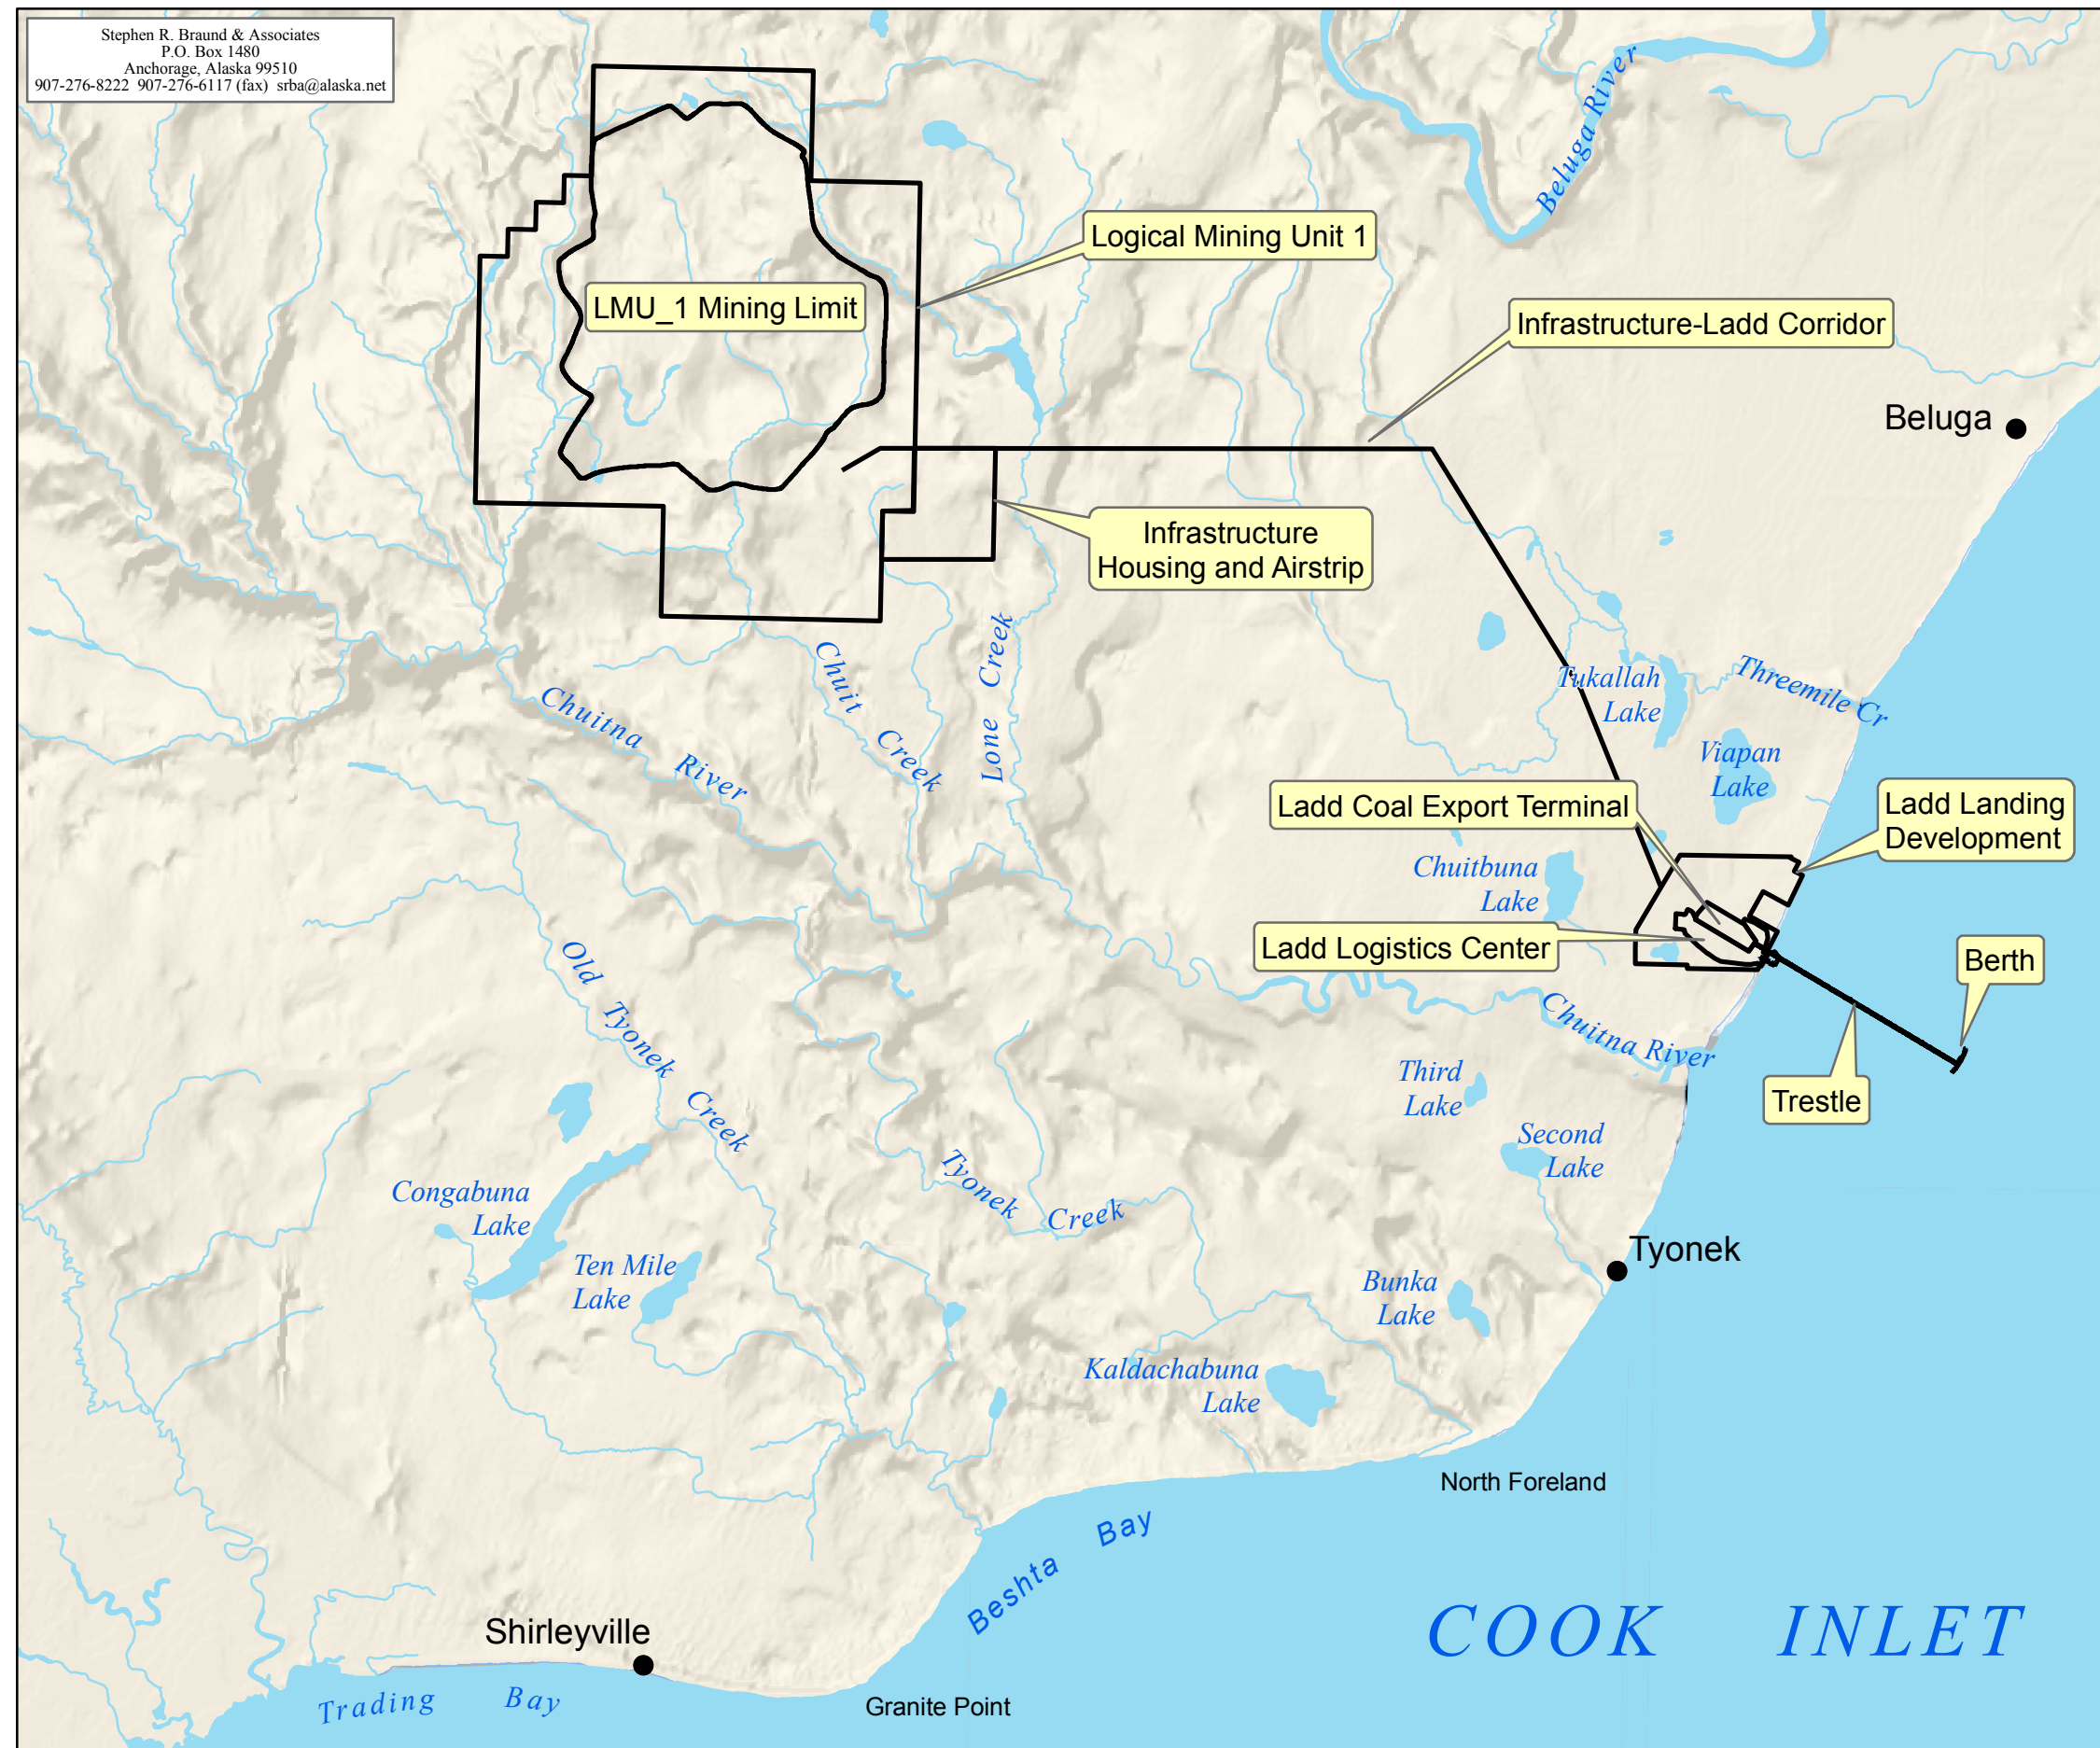 Stephen R. Braund & Associates
P.O. Box 1480
Anchorage, Alaska 99510
907-276-8222 907-276-6117 (fax) srba@alaska.net
Beluga River
Logical Mining Unit 1
LMU_1 Mining Limit
Infrastructure-Ladd Corridor
Beluga
Infrastructure
Housing and Airstrip
Chuit Creek
Lone Creek
Chuitna River
Tukallah
Lake
Threemile Cr
Viapan
Lake
Ladd Coal Export Terminal
Ladd Landing
Development
Chuitbuna
Lake
Ladd Logistics Center
Berth
Old Tyonek Creek
Chuitna River
Trestle
Third
Lake
Second
Lake
Congabuna
Lake
Tyonek Creek
Ten Mile
Lake
Tyonek
Bunka
Lake
Kaldachabuna
Lake
North Foreland
Beshta Bay
COOK INLET
Shirleyville
Trading Bay
Granite Point